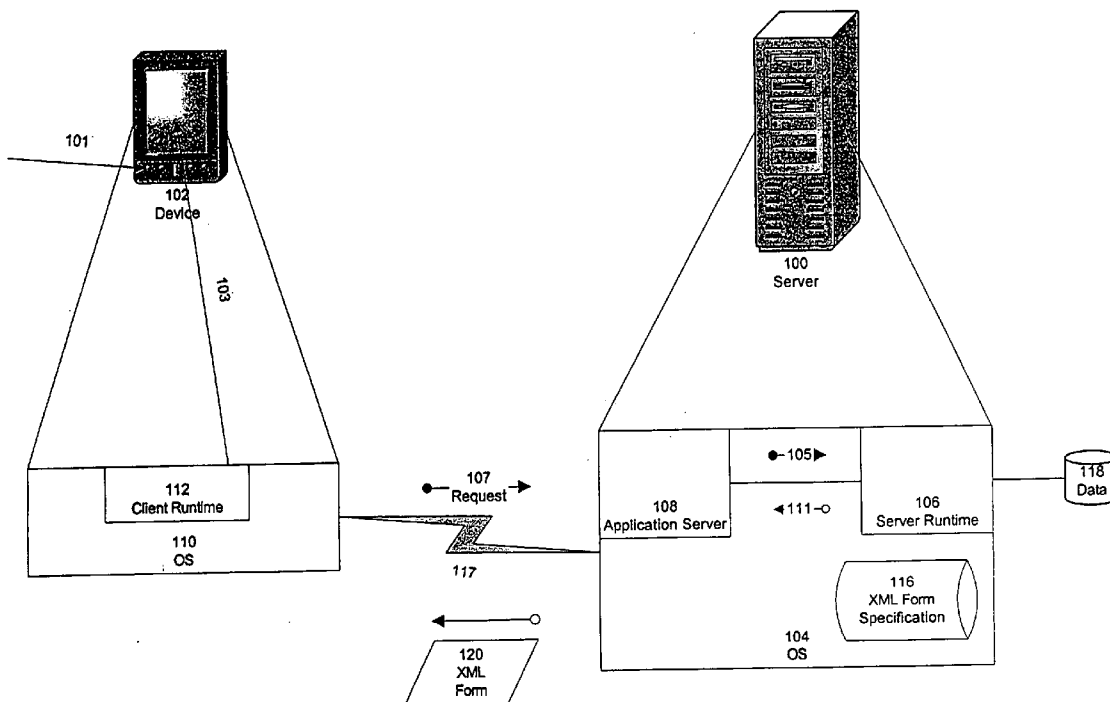 101
102
Device
103
100
Server
112
Client Runtime
110
OS
107
Request
117
120
XML
Form
108
Application Server
105
111
106
Server Runtime
116
XML Form
Specification
104
OS
118
Data